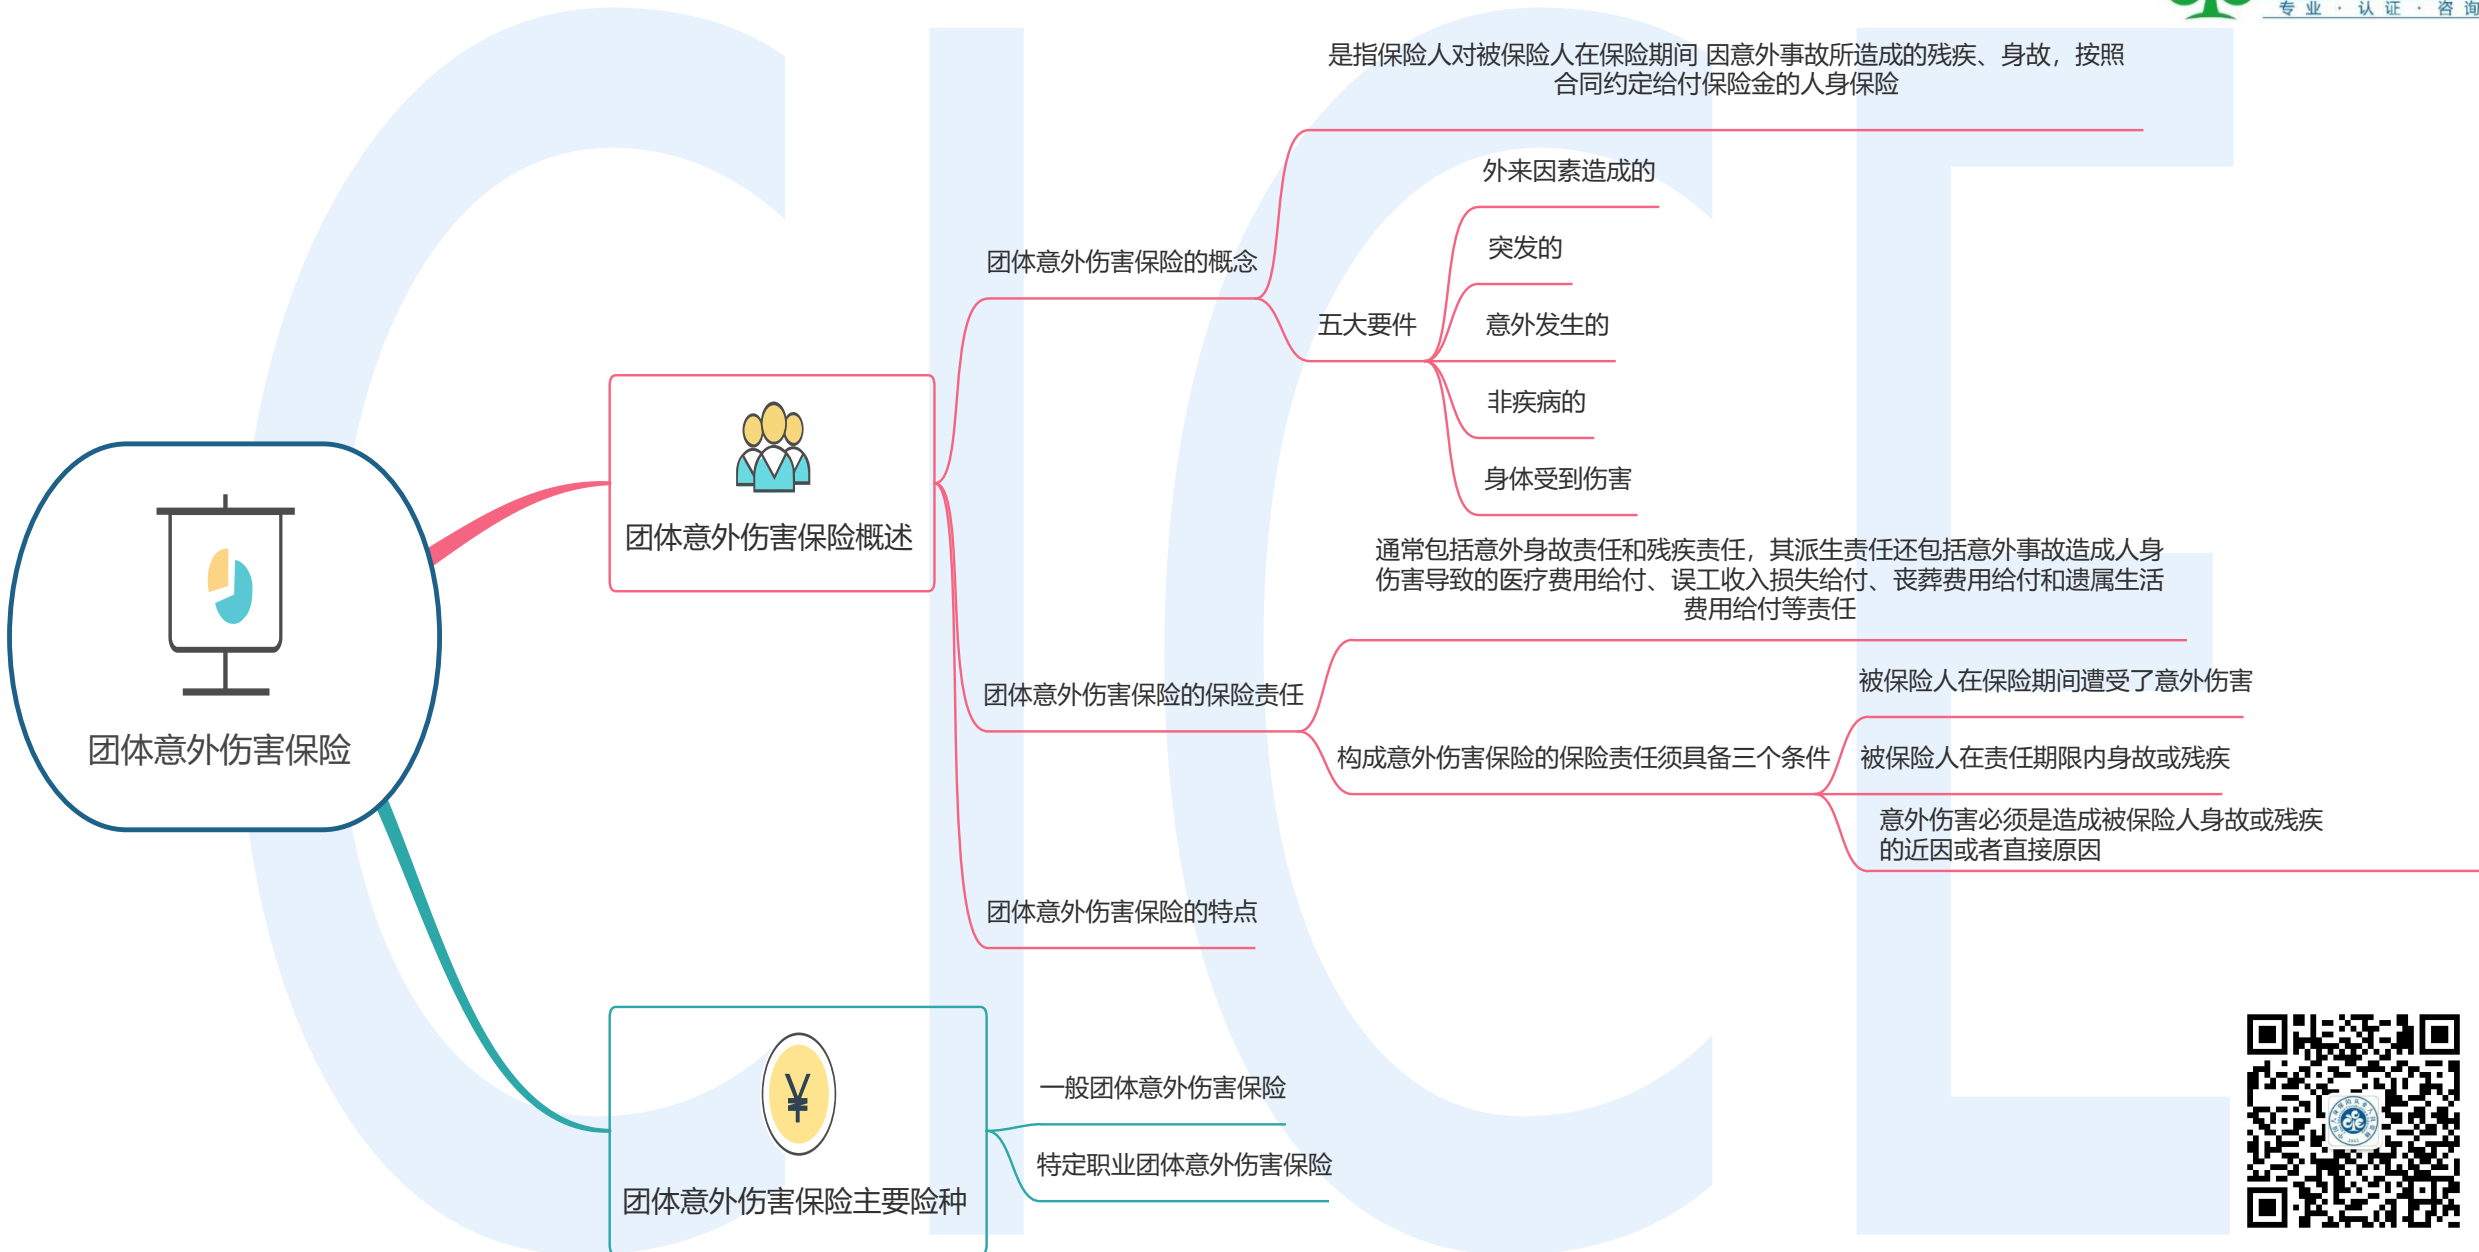 专业·认证·咨询
是指保险人对被保险人在保险期间 因意外事故所造成的残疾、身故，按照
合同约定给付保险金的人身保险
外来因素造成的
突发的
团体意外伤害保险的概念
五大要件
意外发生的
非疾病的
身体受到伤害
团体意外伤害保险概述
通常包括意外身故责任和残疾责任，其派生责任还包括意外事故造成人身
伤害导致的医疗费用给付、误工收入损失给付、丧葬费用给付和遗属生活
费用给付等责任
团体意外伤害保险的保险责任
被保险人在保险期间遭受了意外伤害
构成意外伤害保险的保险责任须具备三个条件
被保险人在责任期限内身故或残疾
意外伤害必须是造成被保险人身故或残疾
的近因或者直接原因
团体意外伤害保险
团体意外伤害保险的特点
一般团体意外伤害保险
特定职业团体意外伤害保险
¥
团体意外伤害保险主要险种
CICE